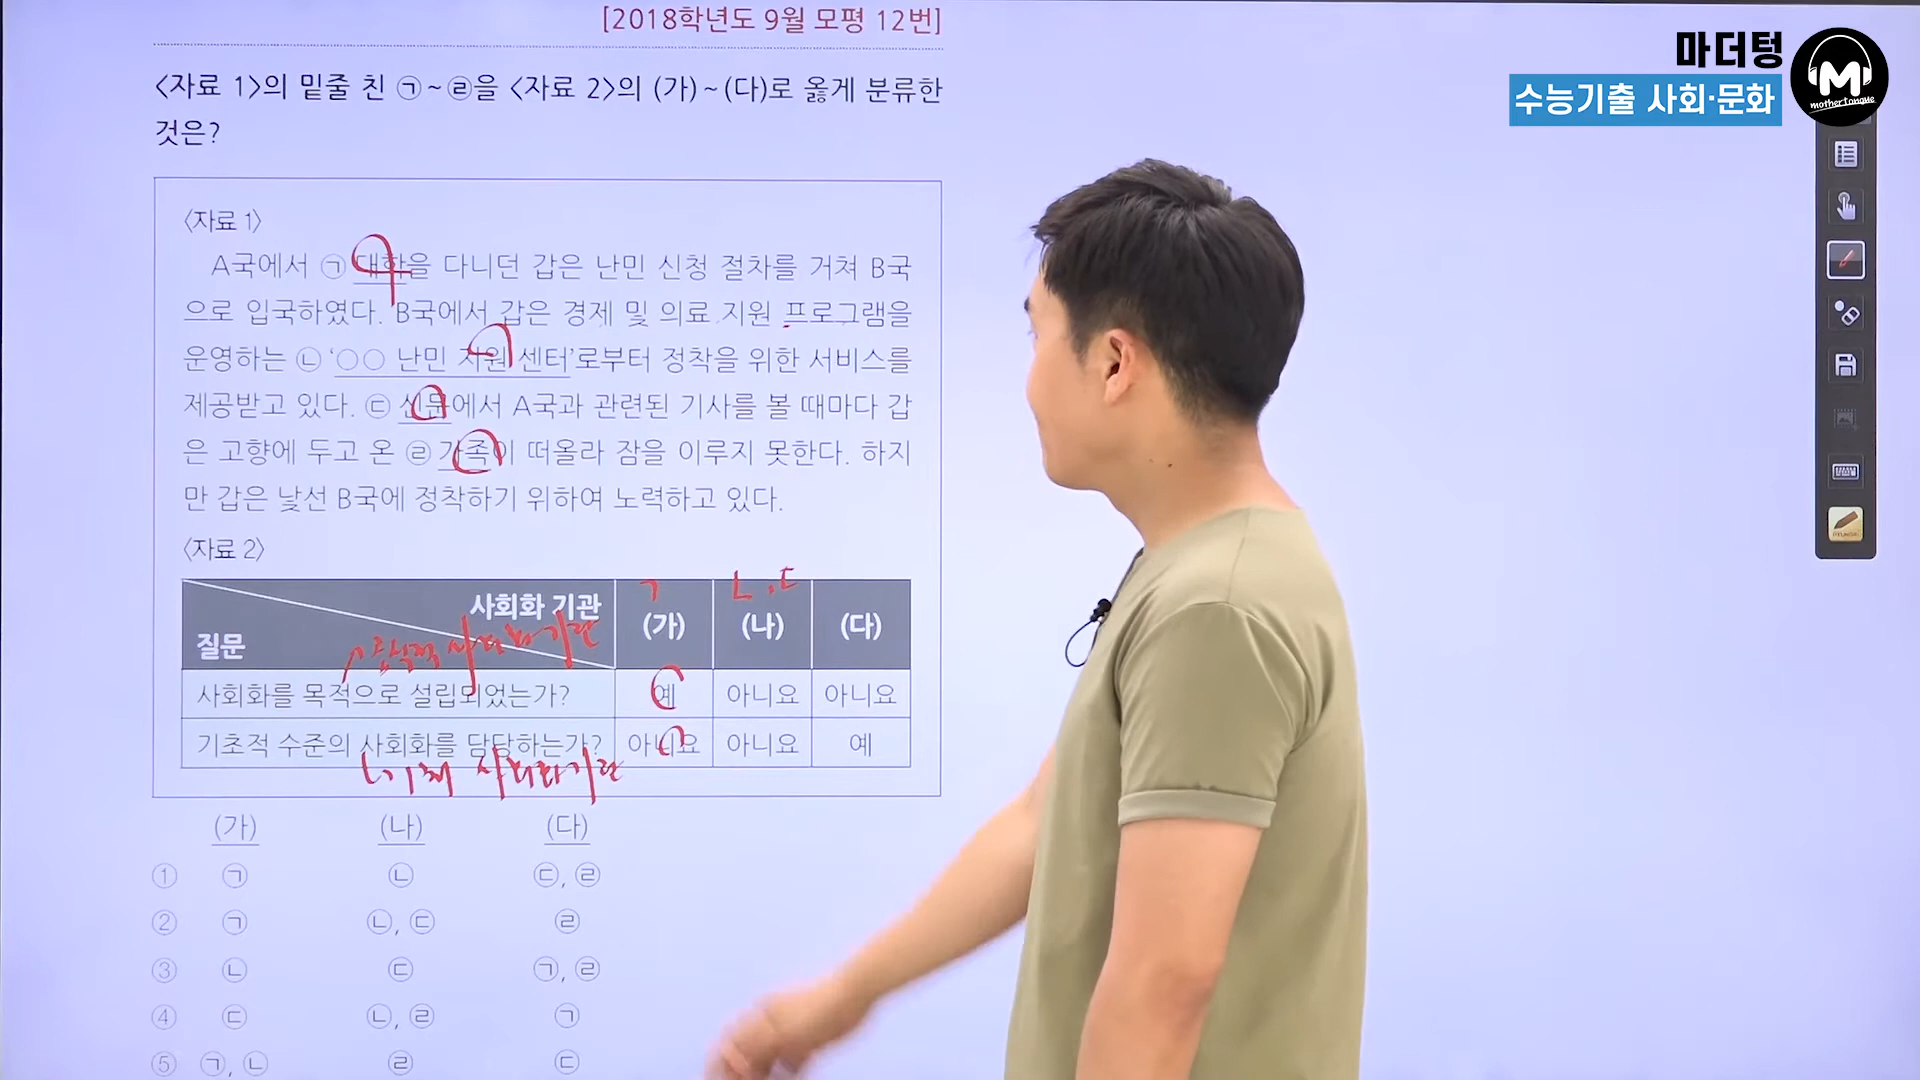 [2018학년도 9월 모평 12번]
마더텅
수능기출 사회·문화
mothertongue
<자료 1>의 밑줄 친 ㉠~㉣을 <자료 2>의 (가)~(다)로 옳게 분류한
것은?
<자료 1>
A국에서 ㉠ 대학을 다니던 갑은 난민 신청 절차를 거쳐 B국
으로 입국하였다. B국에서 갑은 경제 및 의료 지원 프로그램을
운영하는 ㉡ '○○ 난민 지원 센터'로부터 정착을 위한 서비스를
제공받고 있다. ㉢ 신문에서 A국과 관련된 기사를 볼 때마다 갑
은 고향에 두고 온 ㉣ 가족이 떠올라 잠을 이루지 못한다. 하지
만 갑은 낯선 B국에 정착하기 위하여 노력하고 있다.
<자료 2>
ㄱ ㄴ, ㄷ
사회화 기관
질문
(가) (나) (다)
사회화기관
사회화를 목적으로 설립되었는가? 예 아니요 아니요
기초적 수준의 사회화를 담당하는가? 아니요 아니요 예
사회화기관
(가) (나) (다)
① ㉠ ㉡ ㉢, ㉣
② ㉠ ㉡, ㉢ ㉣
③ ㉡ ㉢ ㉠, ㉣
④ ㉢ ㉡, ㉣ ㉠
⑤ ㉠, ㉡ ㉣ ㉢